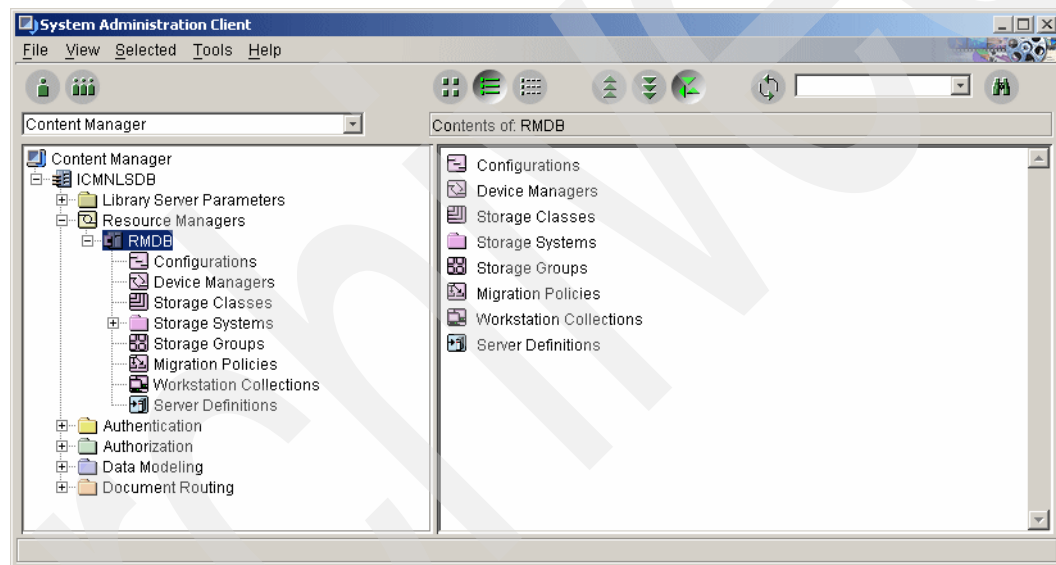 System Administration Client
File View Selected Tools Help
Content Manager
Contents of: RMDB
Content Manager
ICMNLSDB
Library Server Parameters
Resource Managers
RMDB
Configurations
Device Managers
Storage Classes
Storage Systems
Storage Groups
Migration Policies
Workstation Collections
Server Definitions
Authentication
Authorization
Data Modeling
Document Routing
Configurations
Device Managers
Storage Classes
Storage Systems
Storage Groups
Migration Policies
Workstation Collections
Server Definitions